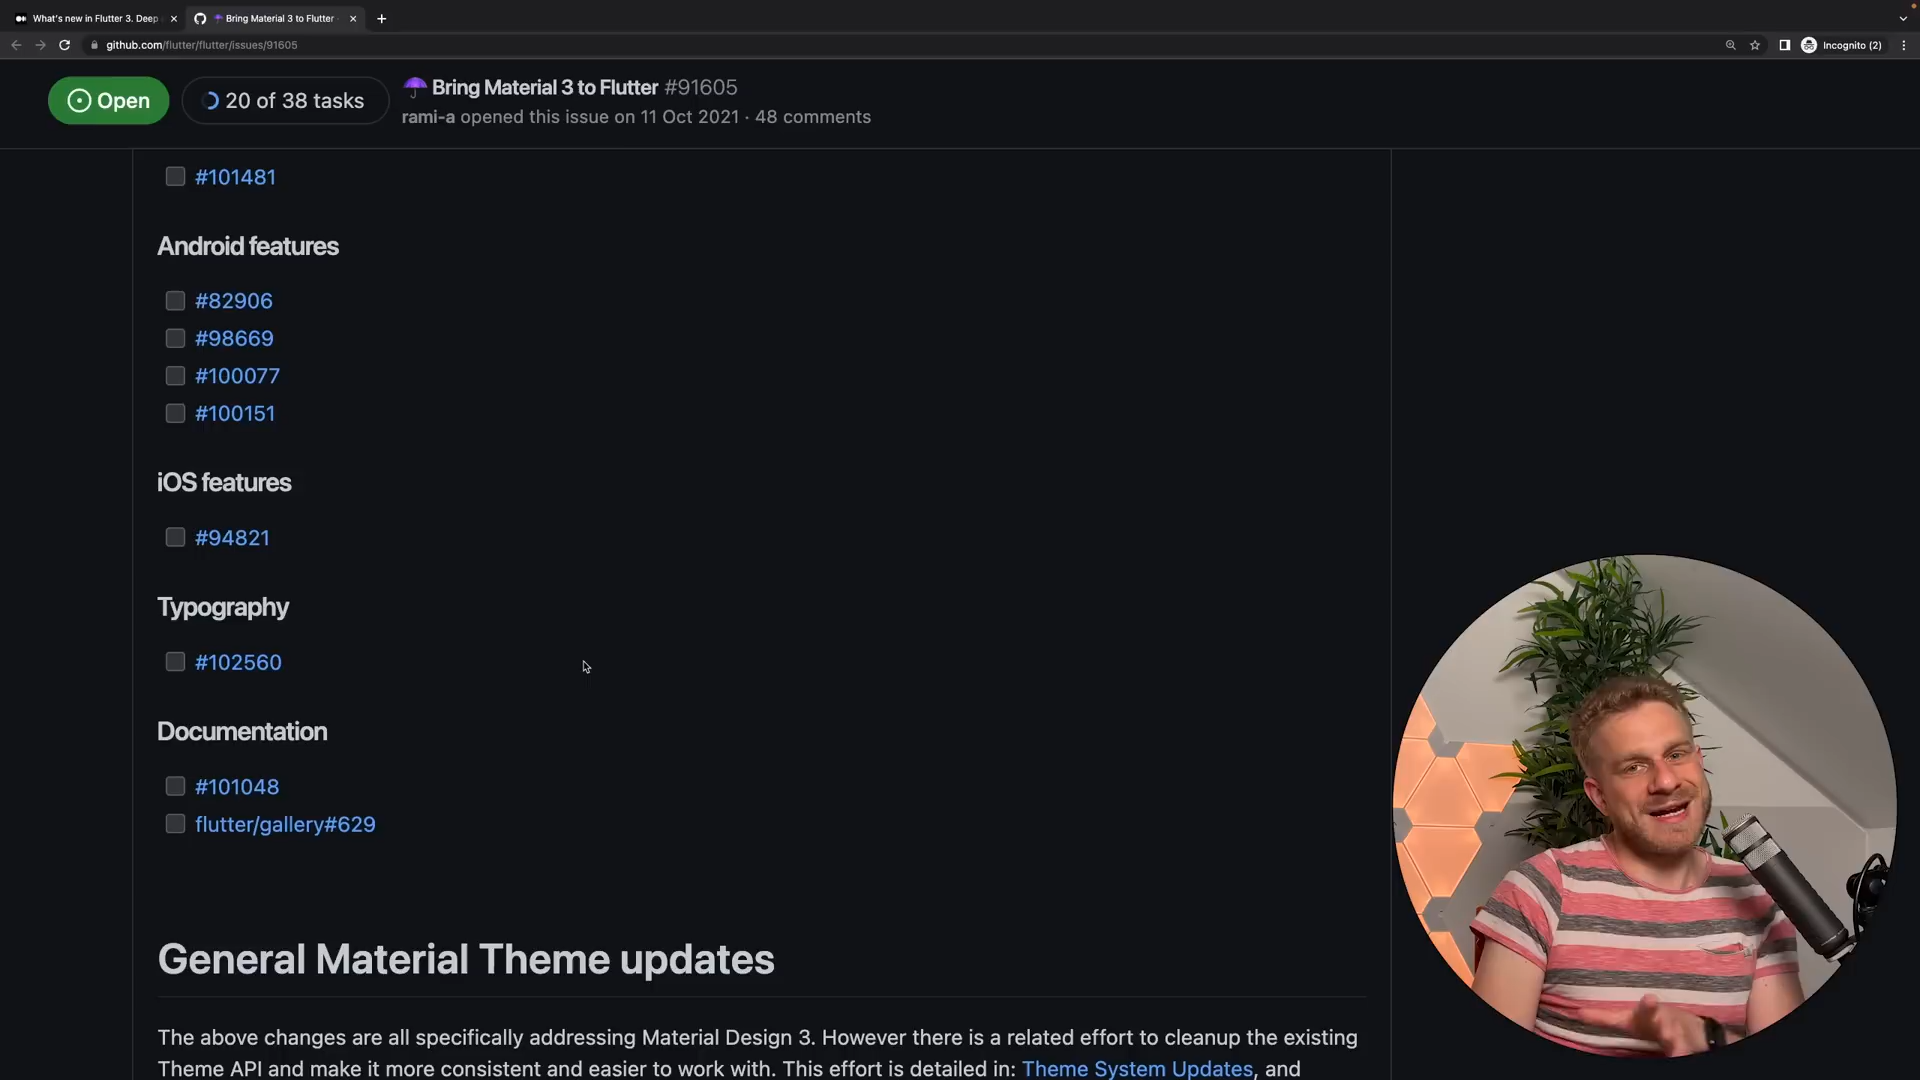 What's new in Flutter 3. Deep
Bring Material 3 to Flutter
github.com/flutter/flutter/issues/91605
Incognito (2)
Open
20 of 38 tasks
Bring Material 3 to Flutter #91605
rami-a opened this issue on 11 Oct 2021 · 48 comments
#101481
Android features
#82906
#98669
#100077
#100151
iOS features
#94821
Typography
#102560
Documentation
#101048
flutter/gallery#629
General Material Theme updates
The above changes are all specifically addressing Material Design 3. However there is a related effort to cleanup the existing
Theme API and make it more consistent and easier to work with. This effort is detailed in: Theme System Updates, and